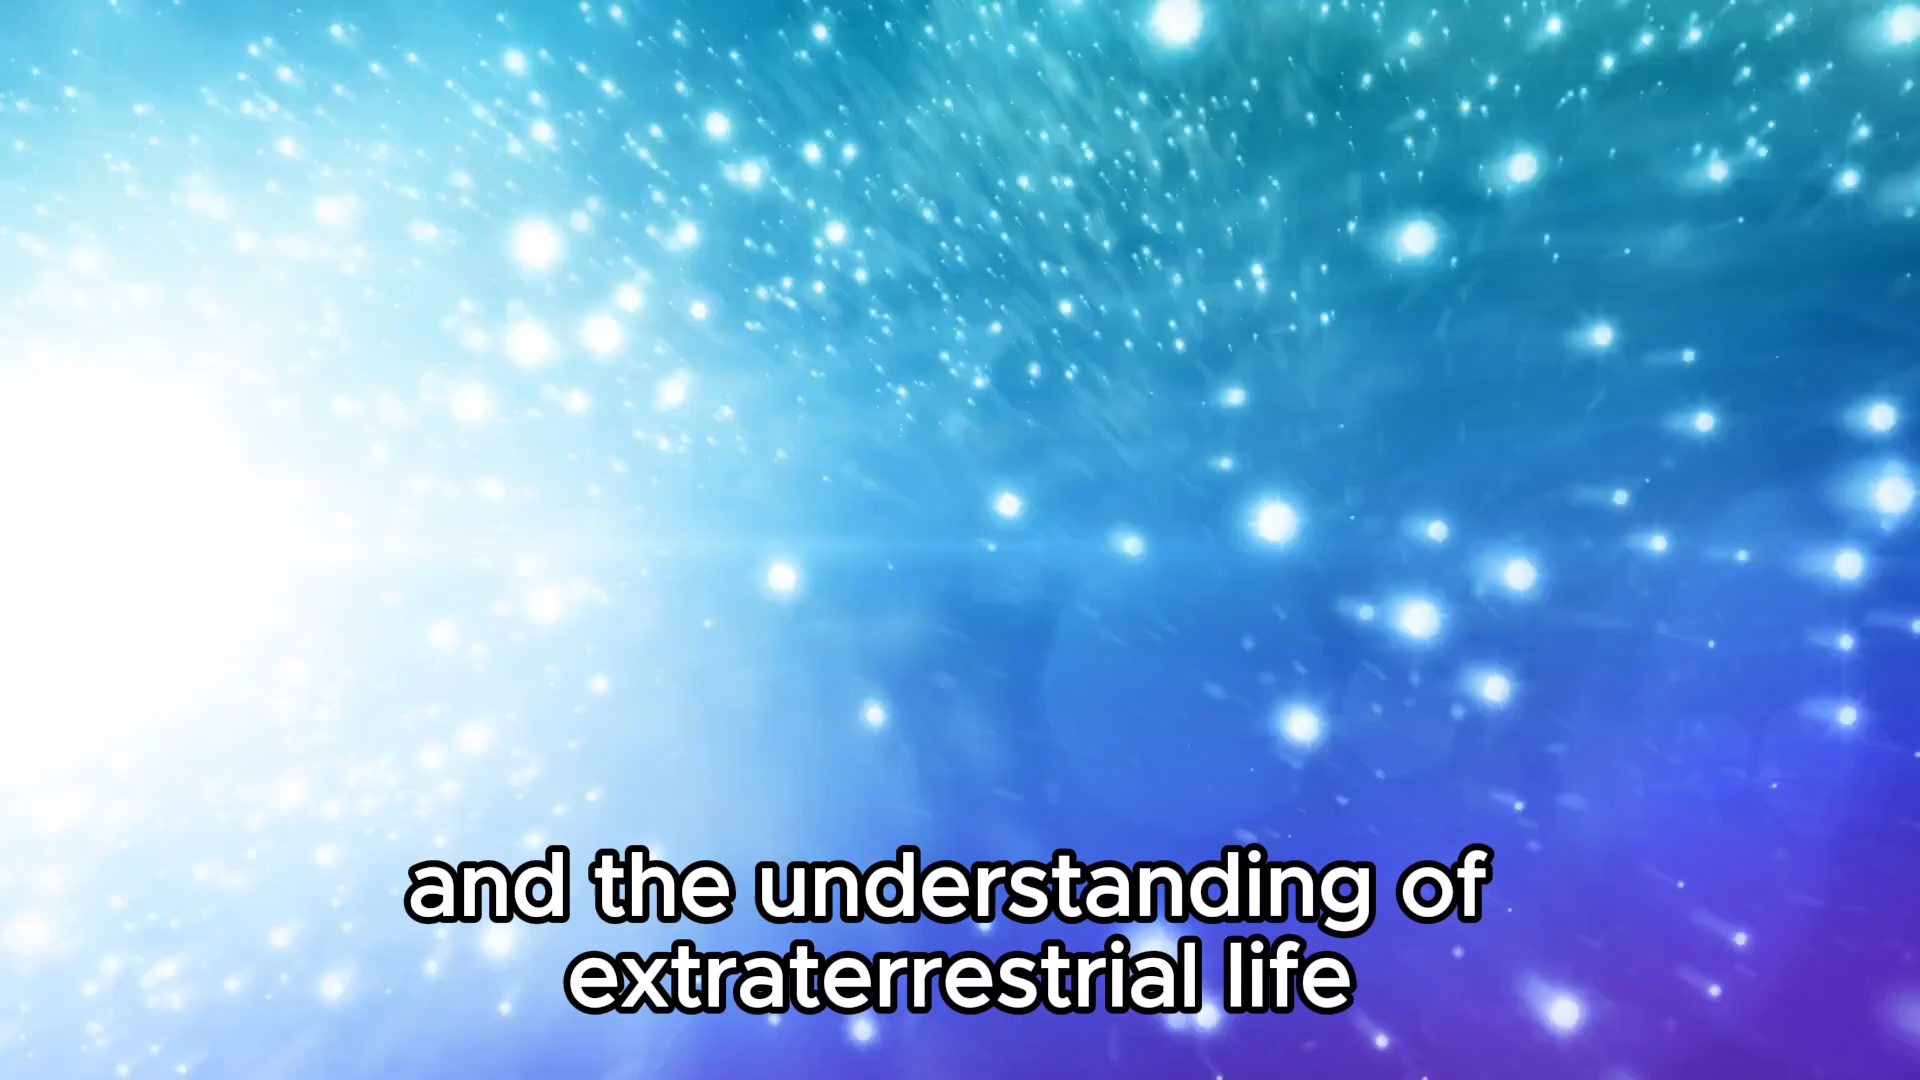 and the understanding of
extraterrestrial life